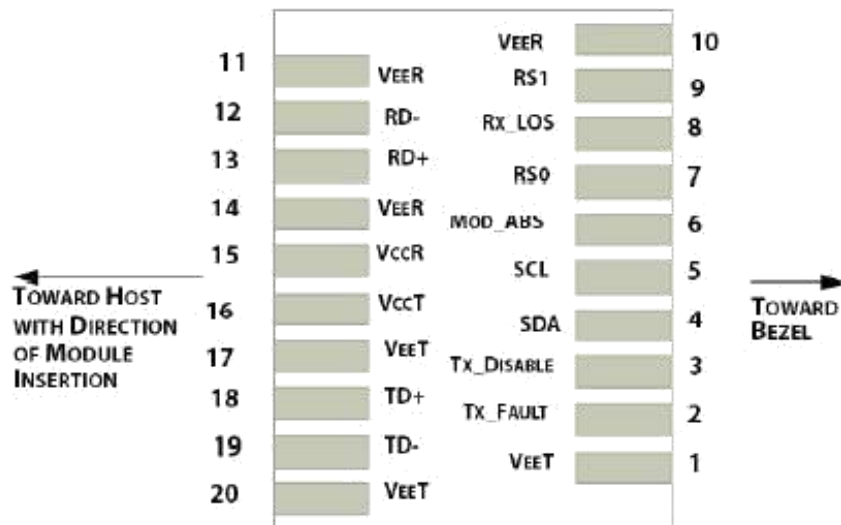 11 VEER
12 RD-
13 RD+
14 VEER
15 VCCR
16 VCCT
17 VEET
18 TD+
19 TD-
20 VEET
VEER 10
RS1 9
RX_LOS 8
RS0 7
MOD_ABS 6
SCL 5
SDA 4
TX_DISABLE 3
TX_FAULT 2
VEET 1
TOWARD HOST
WITH DIRECTION
OF MODULE
INSERTION
TOWARD
BEZEL